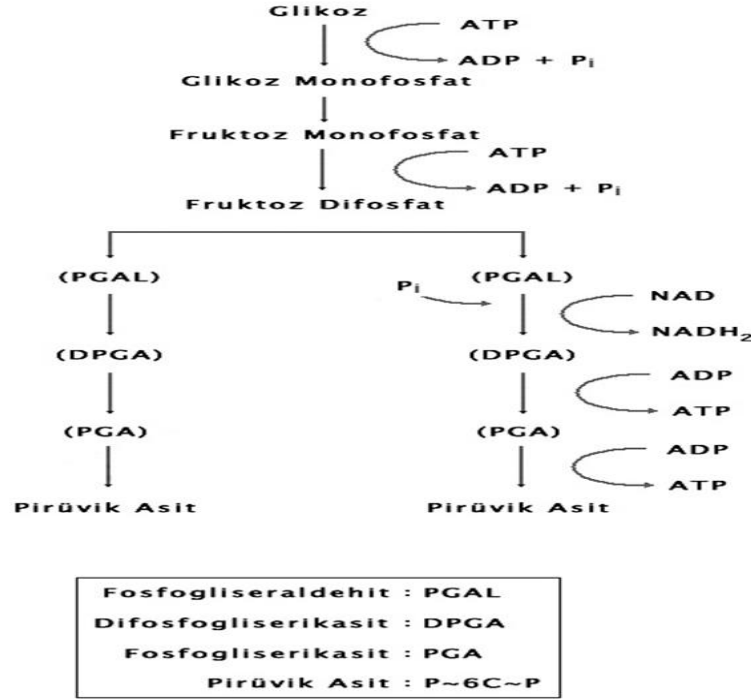 Glikoz
ATP
ADP + Pi
Glikoz Monofosfat
Fruktoz Monofosfat
ATP
ADP + Pi
Fruktoz Difosfat
(PGAL) (PGAL)
Pi
NAD
NADH₂
(DPGA) (DPGA)
ADP
ATP
(PGA) (PGA)
ADP
ATP
Pirüvik Asit Pirüvik Asit
Fosfogliseraldehit : PGAL
Difosfogliserikasit : DPGA
Fosfogliserikasit : PGA
Pirüvik Asit : P~6C~P